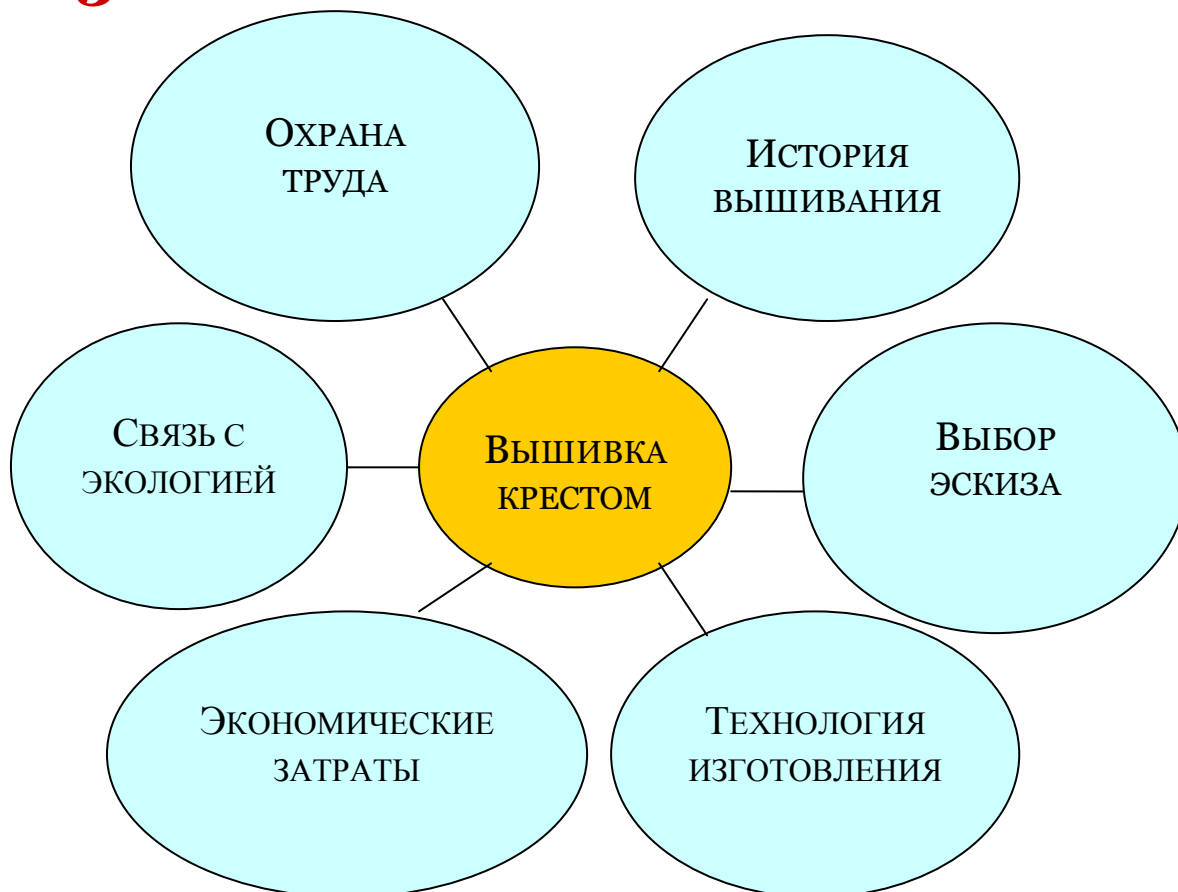 Охрана
труда
История
вышивания
Связь с
экологией
Вышивка
крестом
Выбор
эскиза
Экономические
затраты
Технология
изготовления